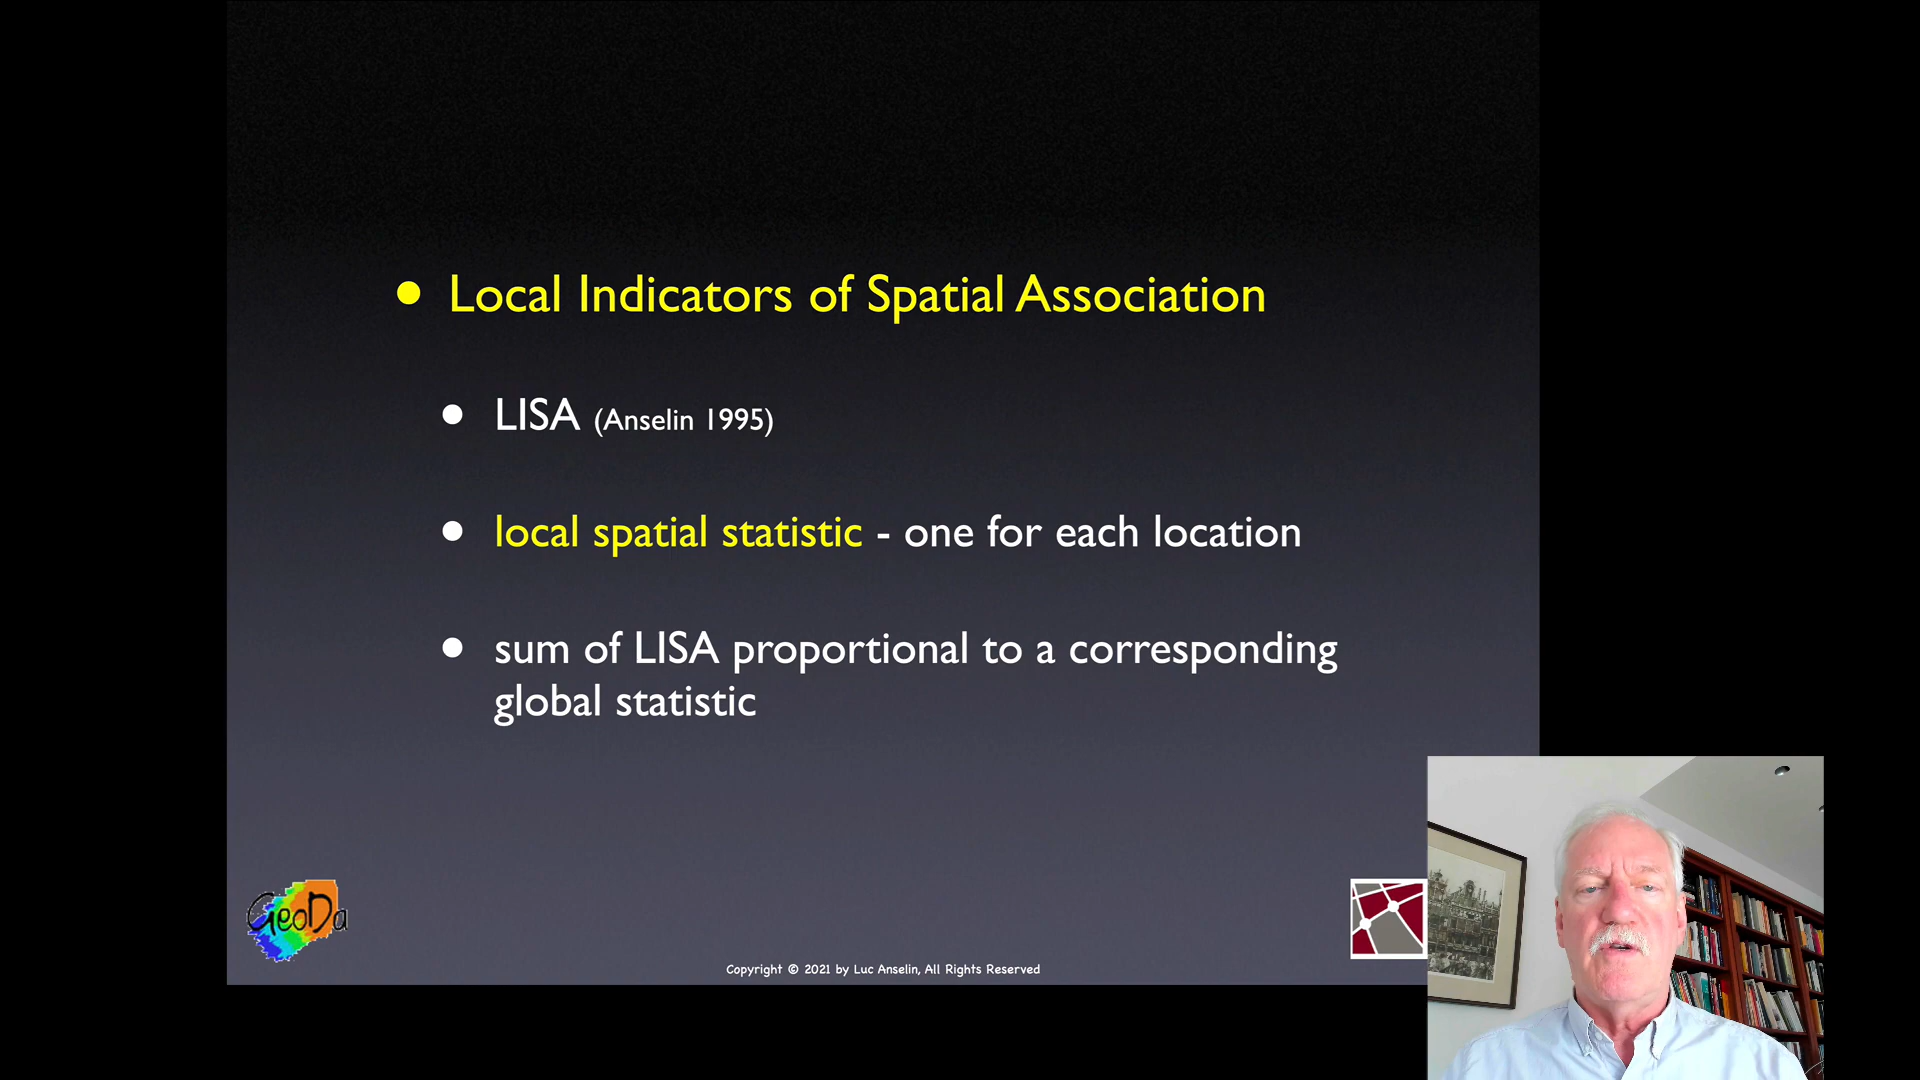 • Local Indicators of Spatial Association
• LISA (Anselin 1995)
• local spatial statistic - one for each location
• sum of LISA proportional to a corresponding
global statistic
GeoDa
Copyright © 2021 by Luc Anselin, All Rights Reserved